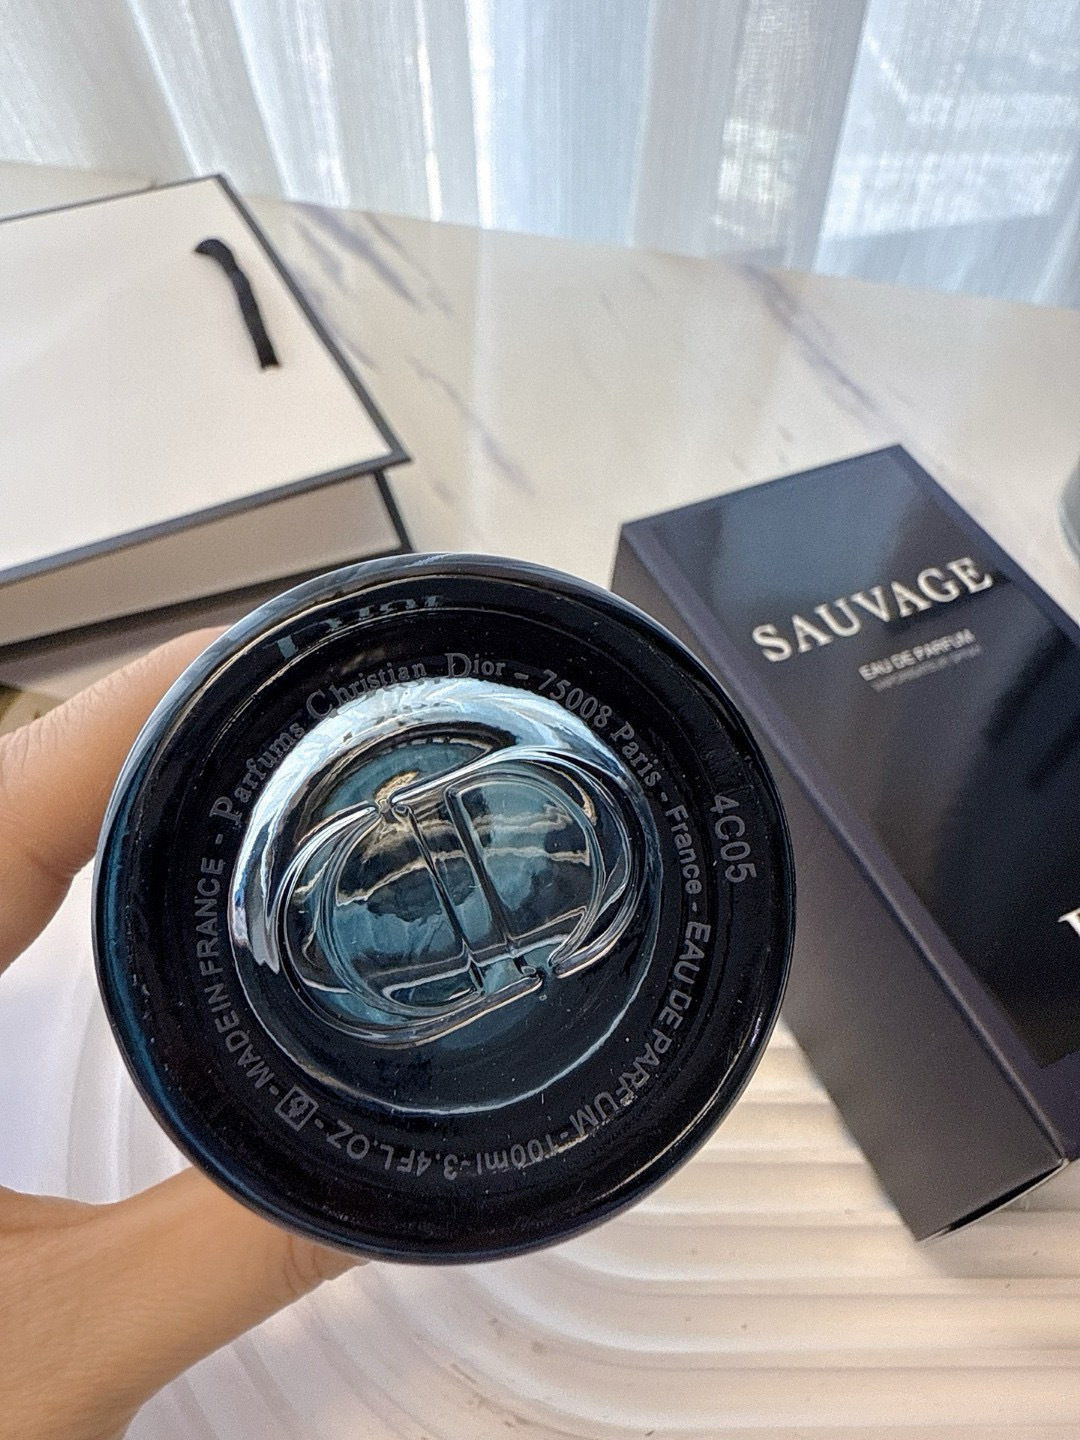 SAUVAGE
EAU DE PARFUM
Parfums Christian Dior - 75008 Paris - France - EAU DE PARFUM - 100ml - 3.4FL.OZ - MADE IN FRANCE -
4C05